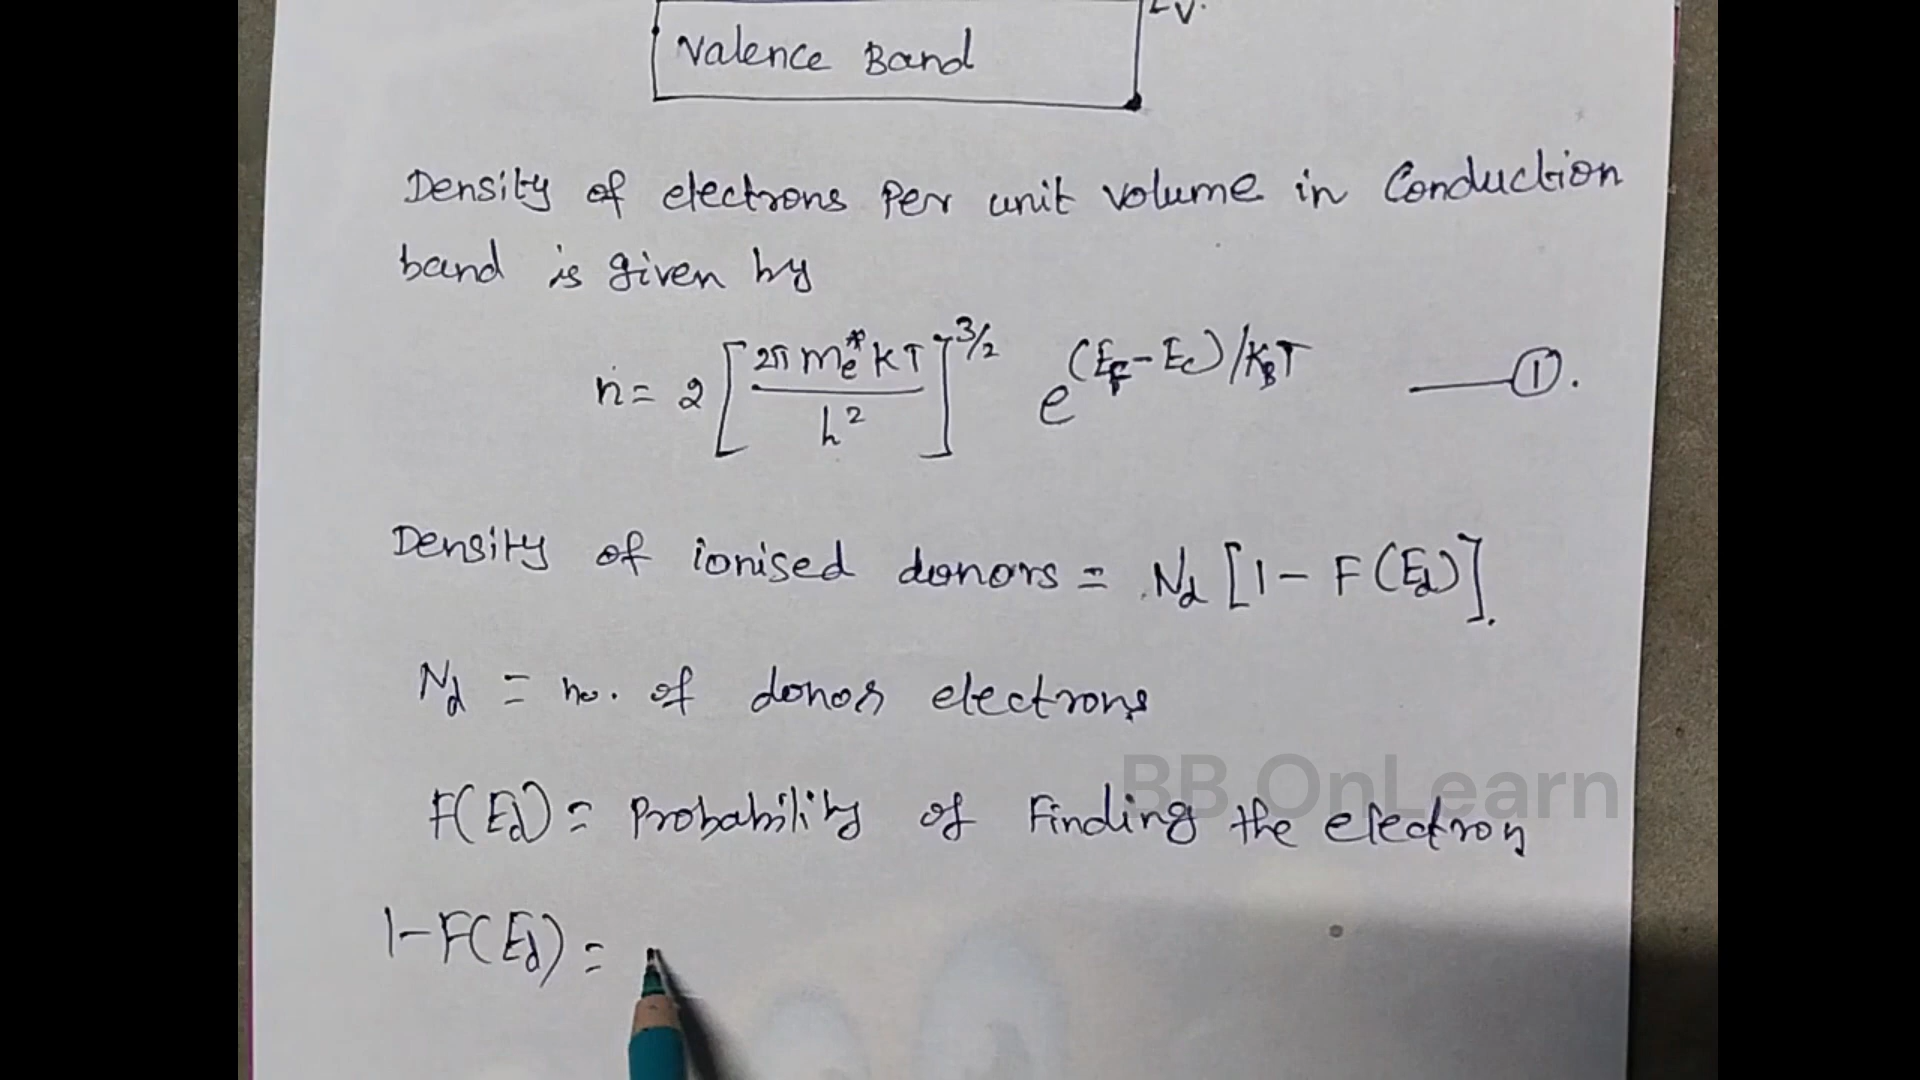 Ev.
Valence Band
Density of electrons Per unit volume in Conduction
band is given by
n = 2 [2π me* KT / h²]^3/2 e^(EF - Ec)/KBT —— ①.
Density of ionised donors = Nd [1 - F(Ed)].
Nd = no. of donor electrons
BB OnLearn
F(Ed) = Probability of Finding the electron
1 - F(Ed) =